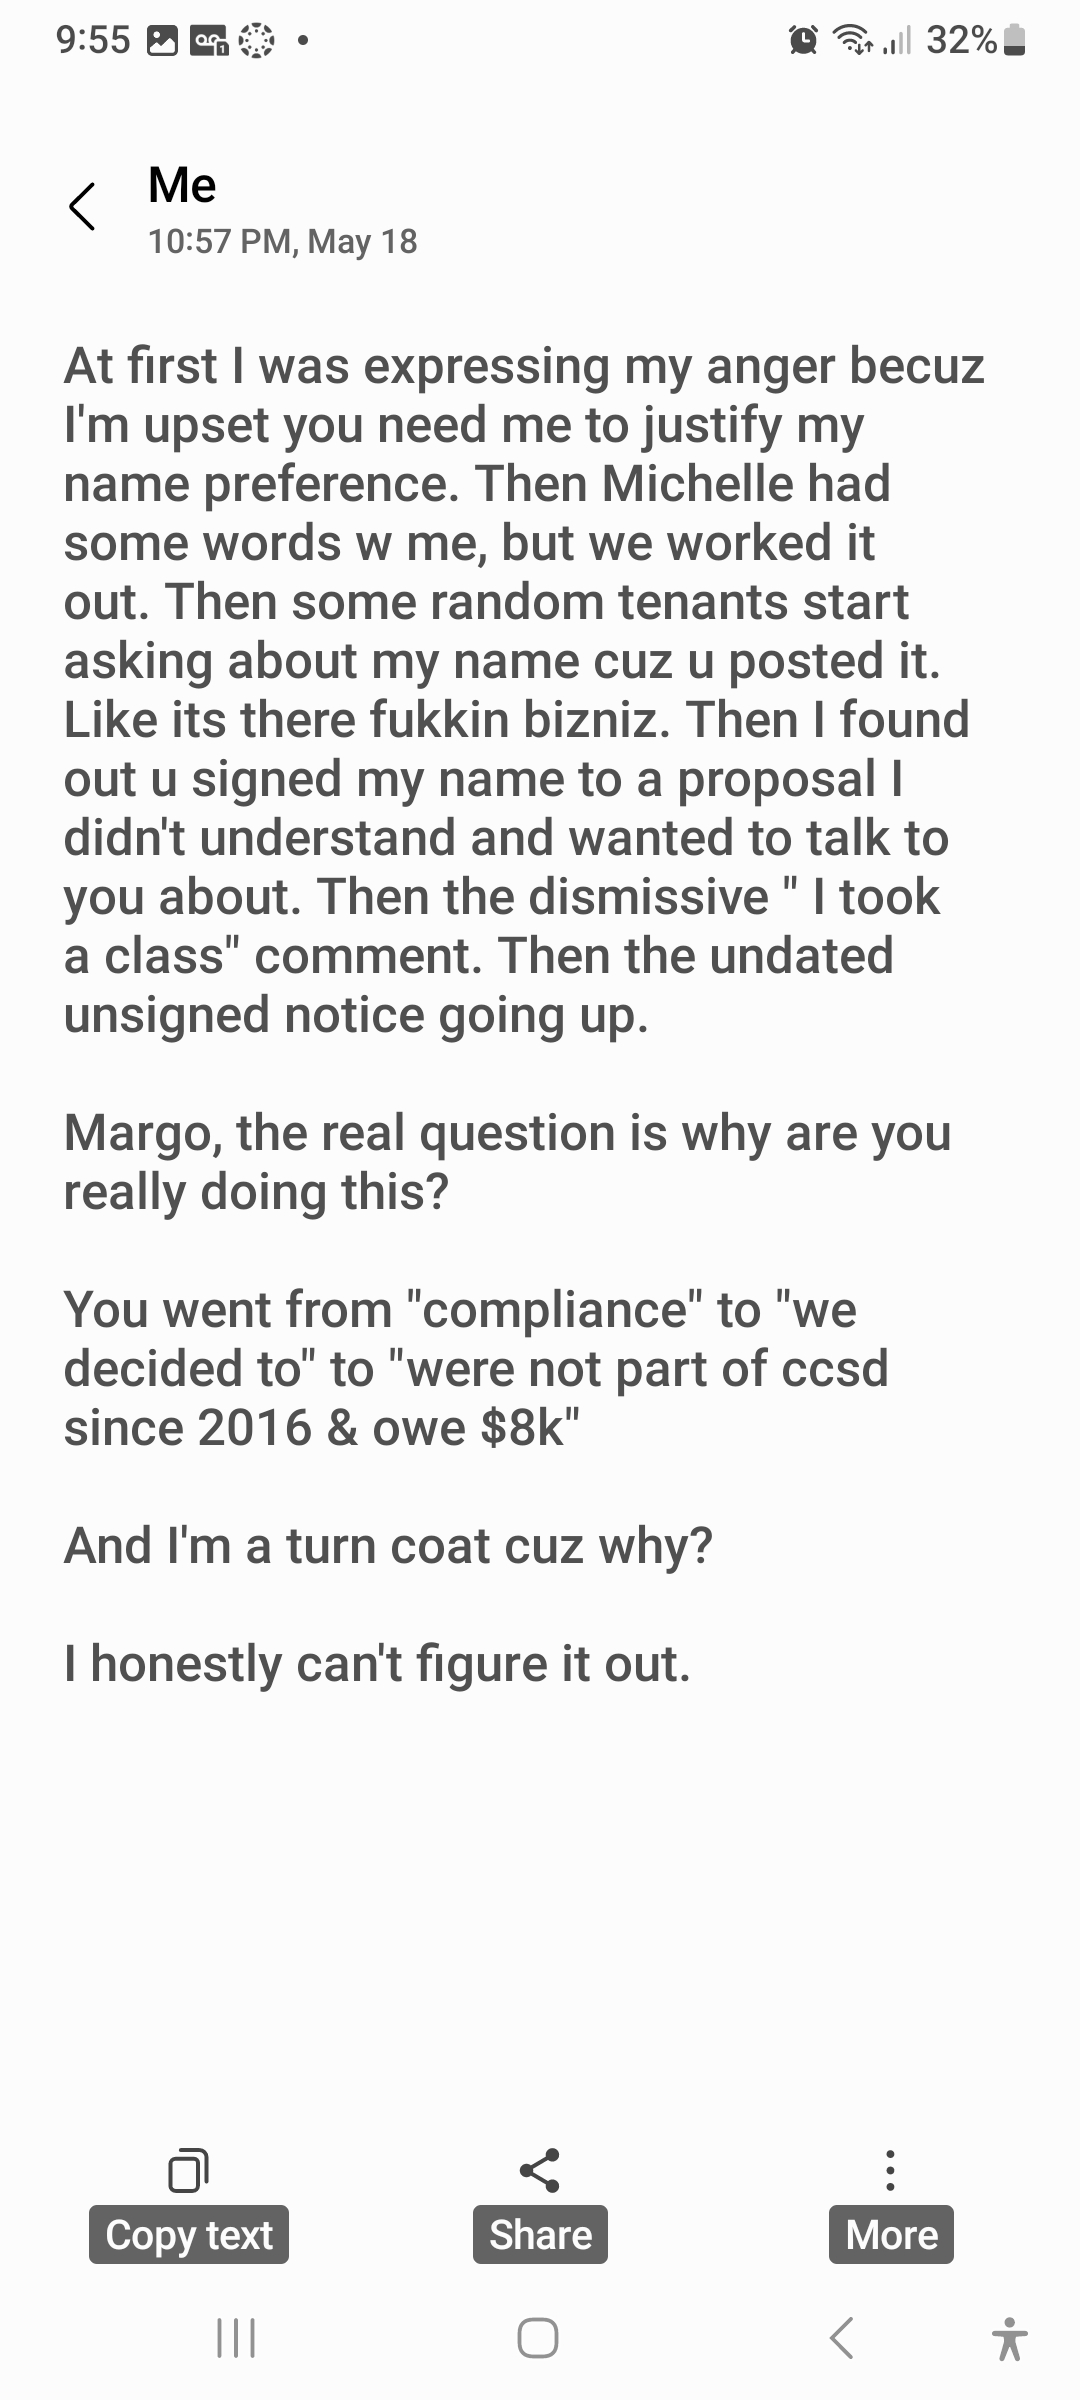 9:55
1
32%
Me
10:57 PM, May 18
At first I was expressing my anger becuz
I'm upset you need me to justify my
name preference. Then Michelle had
some words w me, but we worked it
out. Then some random tenants start
asking about my name cuz u posted it.
Like its there fukkin bizniz. Then I found
out u signed my name to a proposal I
didn't understand and wanted to talk to
you about. Then the dismissive " I took
a class" comment. Then the undated
unsigned notice going up.
Margo, the real question is why are you
really doing this?
You went from "compliance" to "we
decided to" to "were not part of ccsd
since 2016 & owe $8k"
And I'm a turn coat cuz why?
I honestly can't figure it out.
Copy text
Share
More